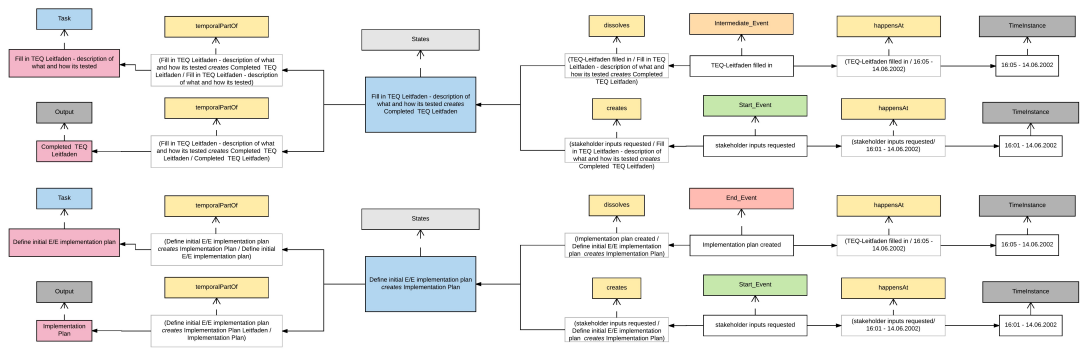 Task
temporalPartOf
States
dissolves
Intermediate_Event
happensAt
TimeInstance
Fill in TEQ Leitfaden - description of
what and how its tested
(Fill in TEQ Leitfaden - description of what
and how its tested creates Completed TEQ
Leitfaden / Fill in TEQ Leitfaden - description
of what and how its tested)
Fill in TEQ Leitfaden - description of
what and how its tested creates
Completed TEQ Leitfaden
(TEQ-Leitfaden filled in / Fill in TEQ
Leitfaden - description of what and
how its tested creates Completed TEQ
Leitfaden)
TEQ-Leitfaden filled in
(TEQ-Leitfaden filled in / 16:05 -
14.06.2002)
16:05 - 14.06.2002
Output
temporalPartOf
creates
Start_Event
happensAt
TimeInstance
Completed TEQ
Leitfaden
(Fill in TEQ Leitfaden - description of what
and how its tested creates Completed TEQ
Leitfaden / Completed TEQ Leitfaden)
(stakeholder inputs requested / Fill
in TEQ Leitfaden - description of
what and how its tested creates
Completed TEQ Leitfaden)
stakeholder inputs requested
(stakeholder inputs requested/
16:01 - 14.06.2002)
16:01 - 14.06.2002
Task
temporalPartOf
States
dissolves
End_Event
happensAt
TimeInstance
Define initial E/E implementation plan
(Define initial E/E implementation plan
creates Implementation Plan / Define initial
E/E implementation plan)
Define initial E/E implementation plan
creates Implementation Plan
(Implementation plan created /
Define initial E/E implementation
plan creates Implementation Plan)
Implementation plan created
(TEQ-Leitfaden filled in / 16:05 -
14.06.2002)
16:05 - 14.06.2002
Output
temporalPartOf
creates
Start_Event
happensAt
TimeInstance
Implementation
Plan
(Define initial E/E implementation plan
creates Implementation Plan Leitfaden /
Implementation Plan)
(stakeholder inputs requested /
Define initial E/E implementation
plan creates Implementation Plan)
stakeholder inputs requested
(stakeholder inputs requested/
16:01 - 14.06.2002)
16:01 - 14.06.2002